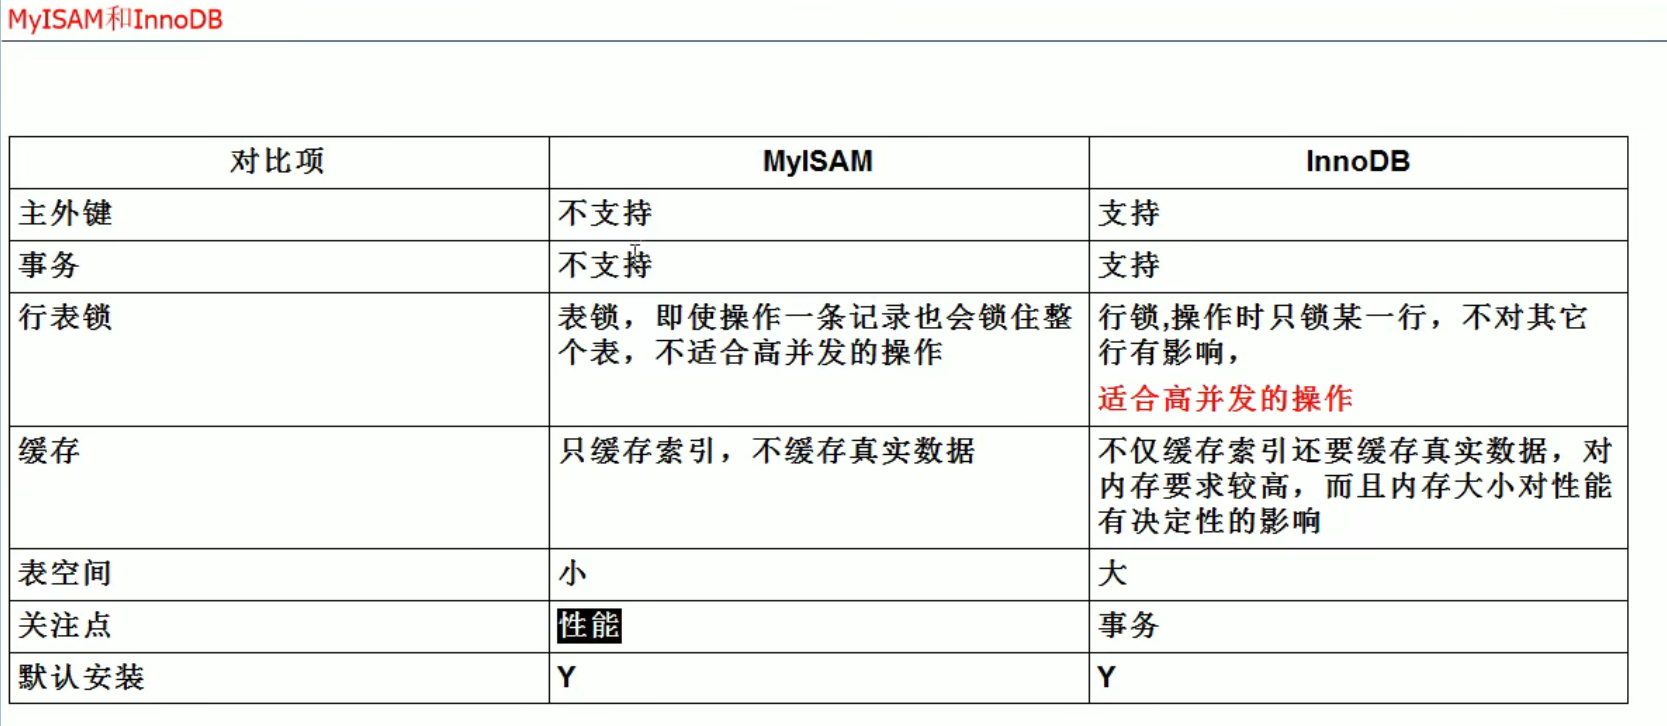 MyISAM和InnoDB
对比项 MyISAM InnoDB
主外键 不支持 支持
事务 不支持 支持
行表锁 表锁，即使操作一条记录也会锁住整 行锁,操作时只锁某一行，不对其它
个表，不适合高并发的操作 行有影响，
适合高并发的操作
缓存 只缓存索引，不缓存真实数据 不仅缓存索引还要缓存真实数据，对
内存要求较高，而且内存大小对性能
有决定性的影响
表空间 小 大
关注点 性能 事务
默认安装 Y Y